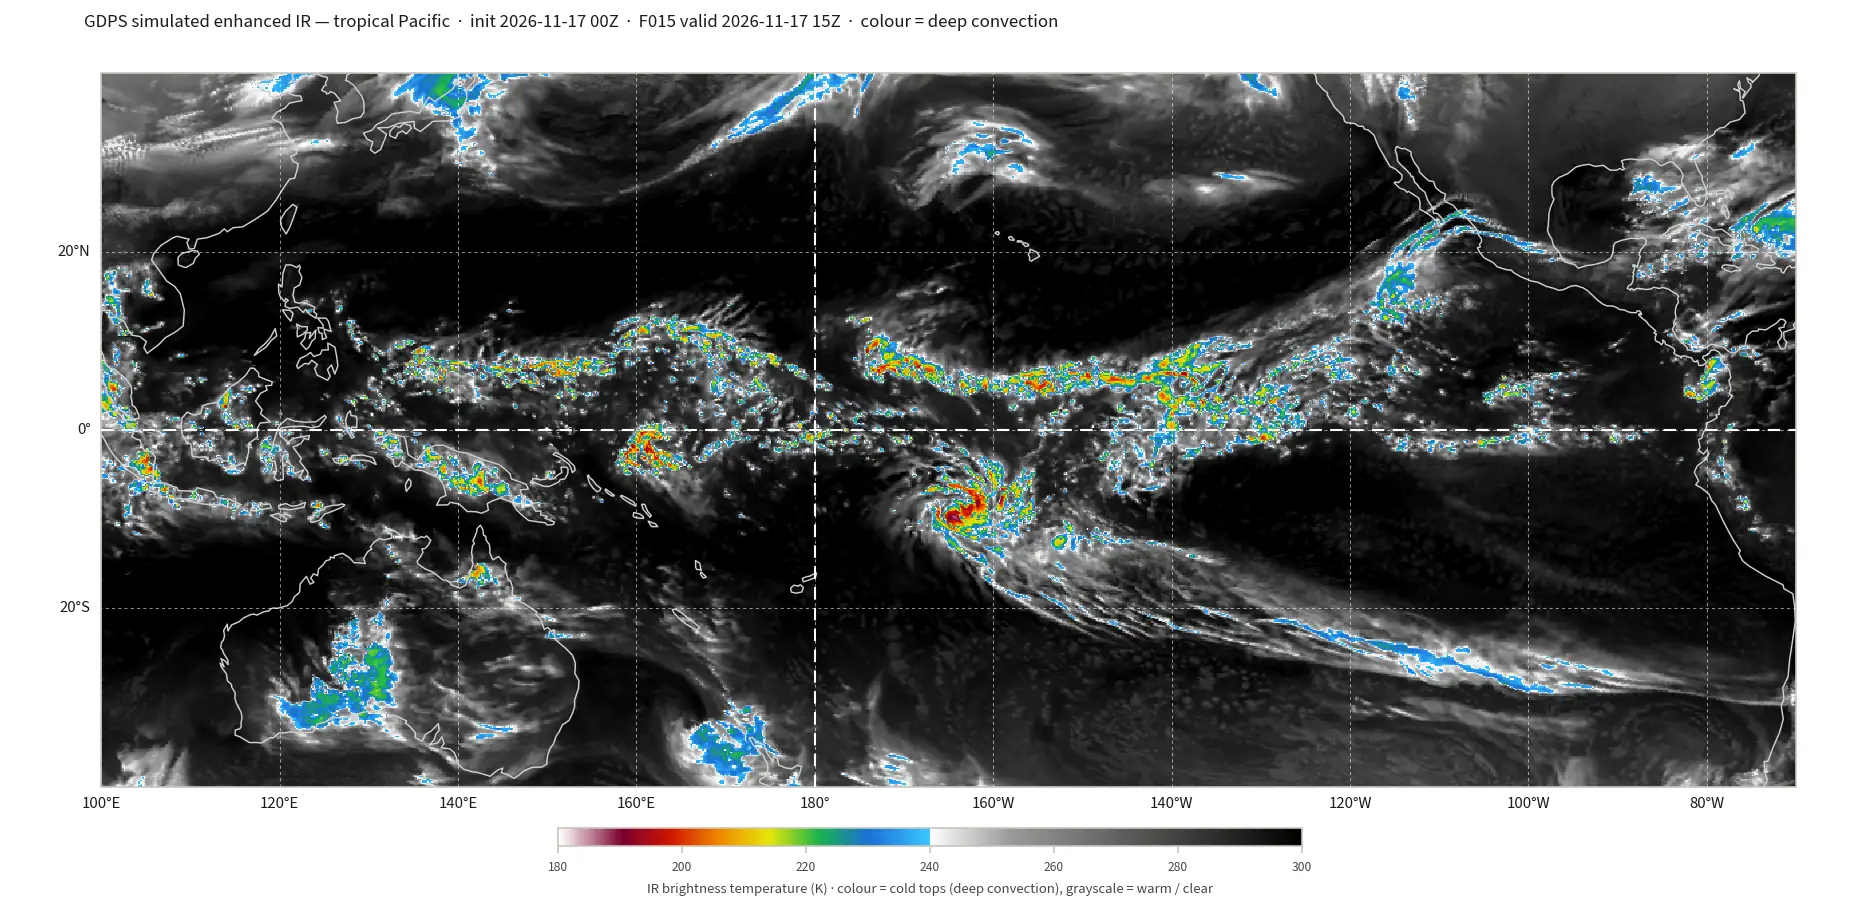 GDPS simulated enhanced IR — tropical Pacific · init 2026-11-17 00Z · F015 valid 2026-11-17 15Z · colour = deep convection
20°N
0°
20°S
100°E 120°E 140°E 160°E 180° 160°W 140°W 120°W 100°W 80°W
180 200 220 240 260 280 300
IR brightness temperature (K) · colour = cold tops (deep convection), grayscale = warm / clear